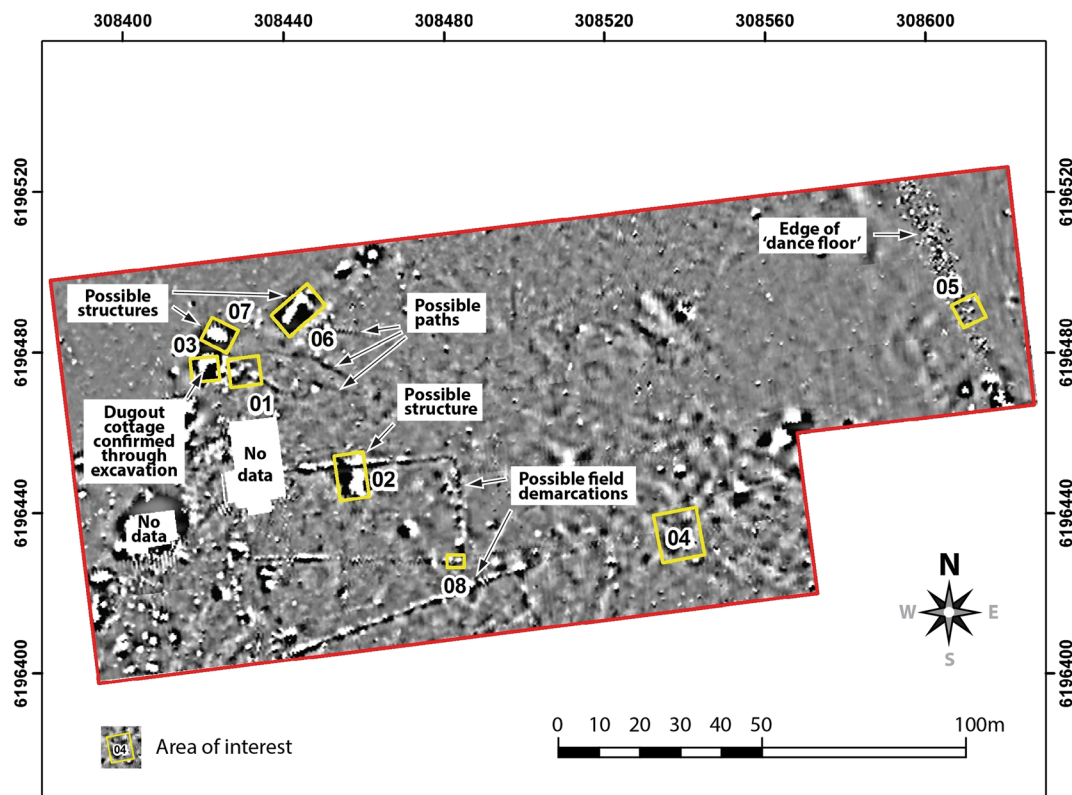 308400 308440 308480 308520 308560 308600
6196520
6196520
6196480
6196480
6196440
6196440
6196400
6196400
Edge of
‘dance floor’
05
Possible
structures
07
03
06
01
Possible
paths
Possible
structure
Dugout
cottage
confirmed
through
excavation
No
data
02
Possible field
demarcations
No
data
04
08
N
W E
S
04
Area of interest
0 10 20 30 40 50 100m